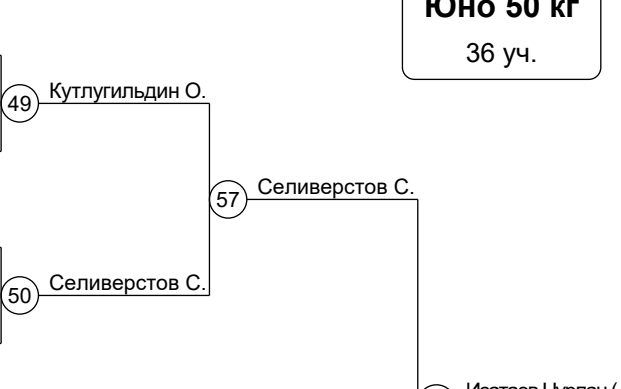 Юно 50 кг
36 уч.
49 Кутлугильдин О.
57 Селиверстов С.
50 Селиверстов С.